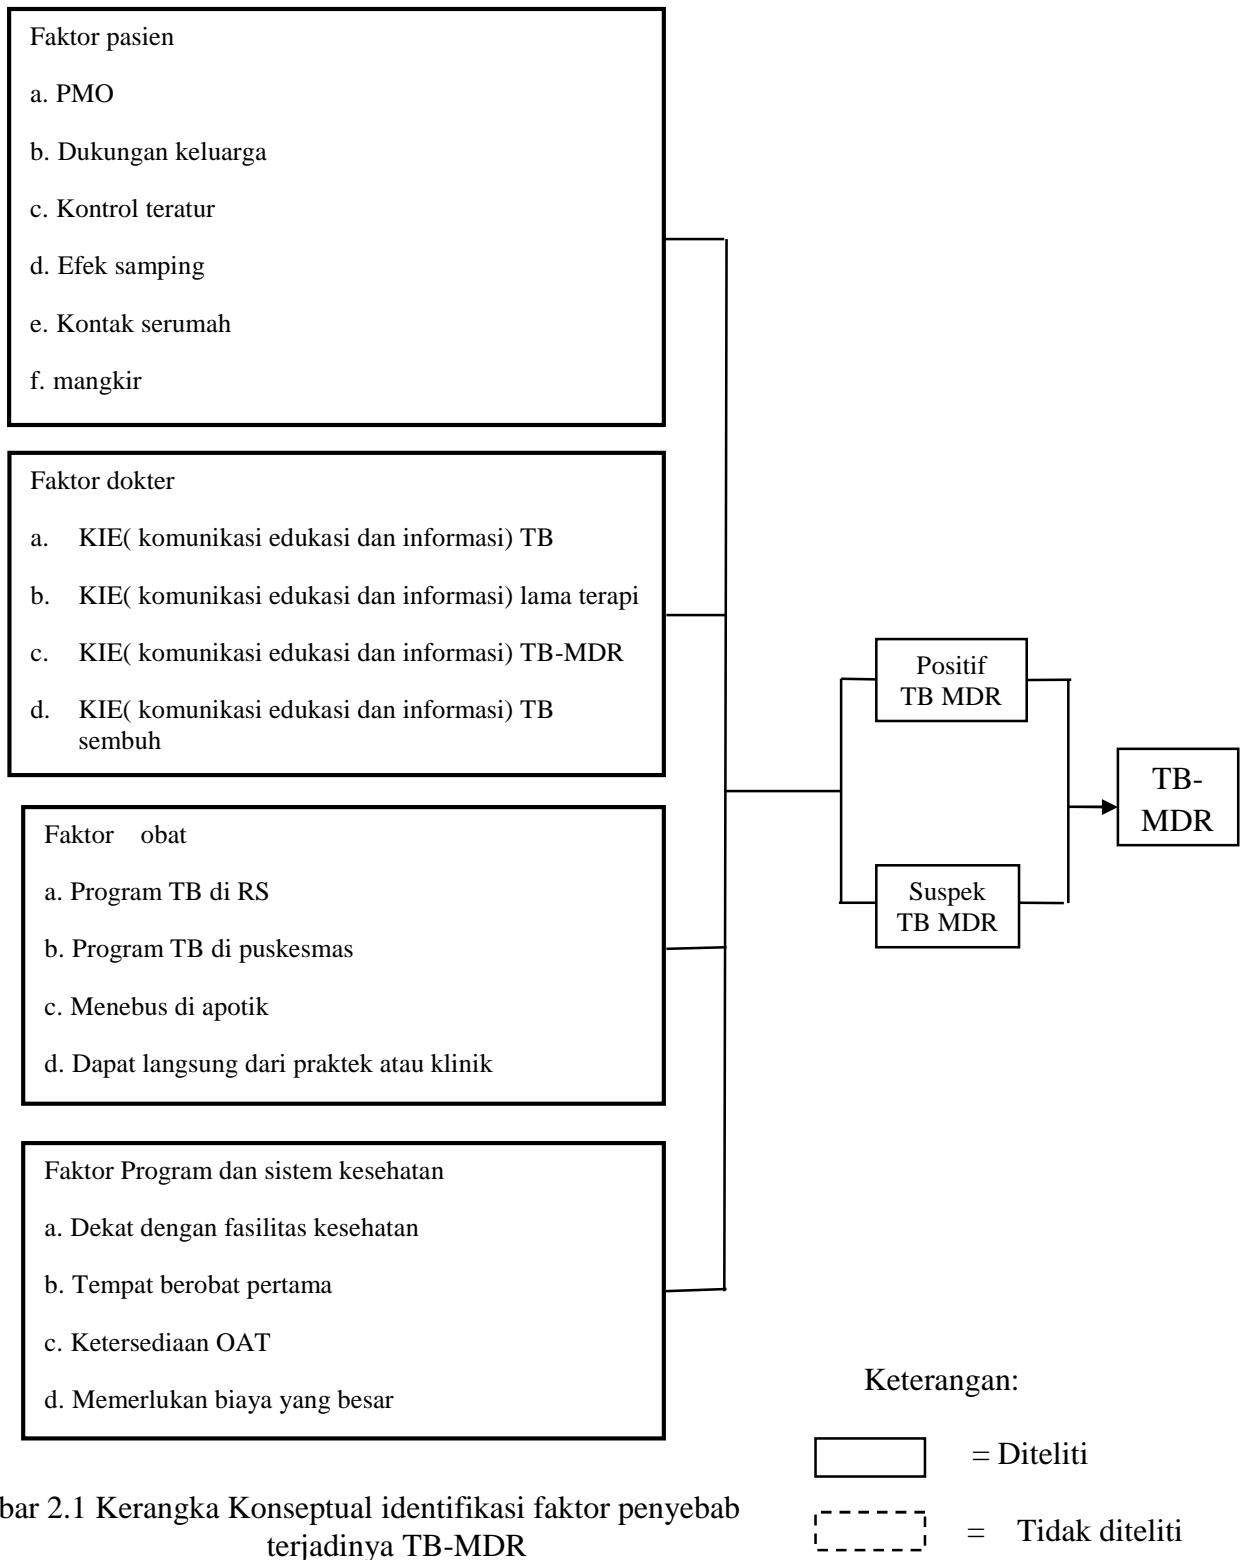 Faktor pasien
a. PMO
b. Dukungan keluarga
c. Kontrol teratur
d. Efek samping
e. Kontak serumah
f. mangkir
Faktor dokter
a. KIE( komunikasi edukasi dan informasi) TB
b. KIE( komunikasi edukasi dan informasi) lama terapi
c. KIE( komunikasi edukasi dan informasi) TB-MDR
d. KIE( komunikasi edukasi dan informasi) TB
sembuh
Faktor obat
a. Program TB di RS
b. Program TB di puskesmas
c. Menebus di apotik
d. Dapat langsung dari praktek atau klinik
Faktor Program dan sistem kesehatan
a. Dekat dengan fasilitas kesehatan
b. Tempat berobat pertama
c. Ketersediaan OAT
d. Memerlukan biaya yang besar
Positif
TB MDR
Suspek
TB MDR
TB-
MDR
Keterangan:
= Diteliti
= Tidak diteliti
bar 2.1 Kerangka Konseptual identifikasi faktor penyebab
terjadinya TB-MDR